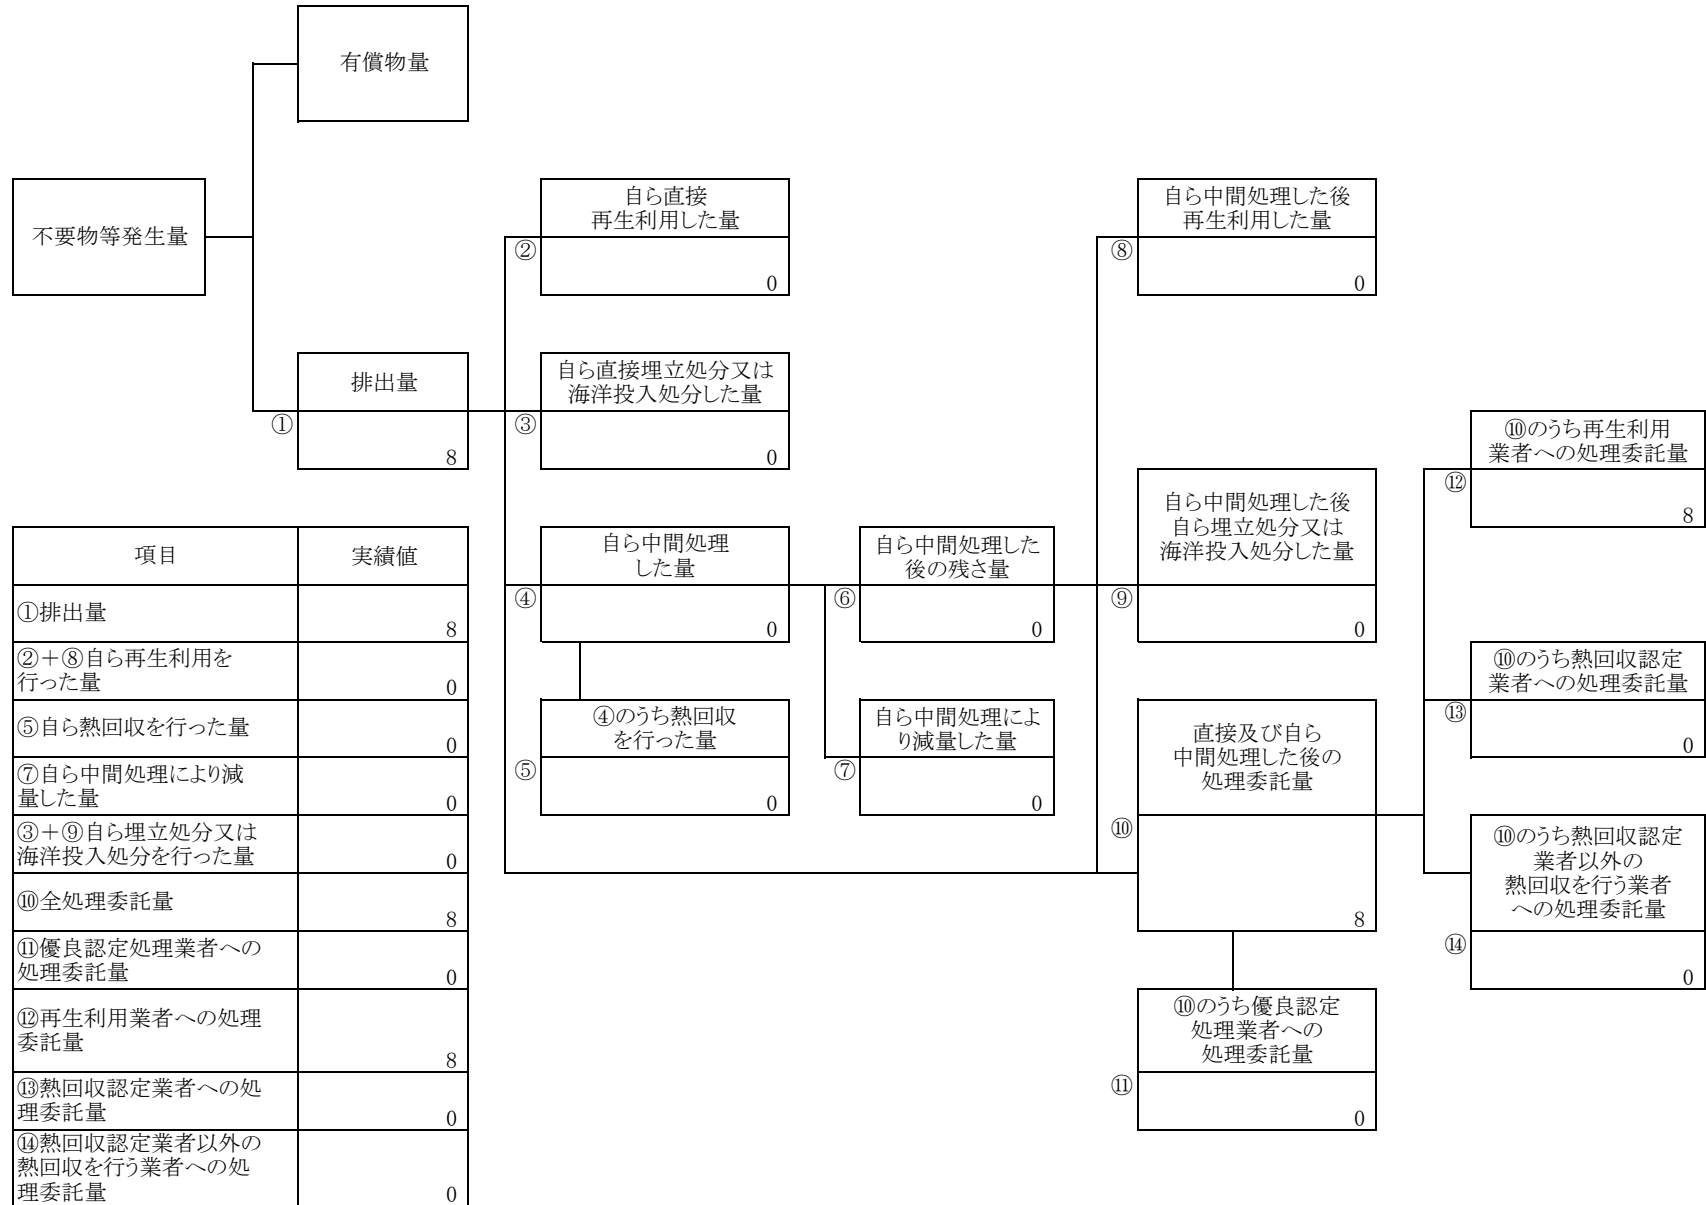 有償物量
不要物等発生量
自ら直接
再生利用した量
②
0
自ら中間処理した後
再生利用した量
⑧
0
排出量
①
8
自ら直接埋立処分又は
海洋投入処分した量
③
0
⑩のうち再生利用
業者への処理委託量
⑫
8
自ら中間処理
した量
④
0
自ら中間処理した
後の残さ量
⑥
0
自ら中間処理した後
自ら埋立処分又は
海洋投入処分した量
⑨
0
⑩のうち熱回収認定
業者への処理委託量
⑬
0
④のうち熱回収
を行った量
⑤
0
自ら中間処理によ
り減量した量
⑦
0
直接及び自ら
中間処理した後の
処理委託量
⑩
8
⑩のうち熱回収認定
業者以外の
熱回収を行う業者
への処理委託量
⑭
0
⑩のうち優良認定
処理業者への
処理委託量
⑪
0
項目 実績値
①排出量
8
②＋⑧自ら再生利用を
行った量
0
⑤自ら熱回収を行った量
0
⑦自ら中間処理により減
量した量
0
③＋⑨自ら埋立処分又は
海洋投入処分を行った量
0
⑩全処理委託量
8
⑪優良認定処理業者への
処理委託量
0
⑫再生利用業者への処理
委託量
8
⑬熱回収認定業者への処
理委託量
0
⑭熱回収認定業者以外の
熱回収を行う業者への処
理委託量
0